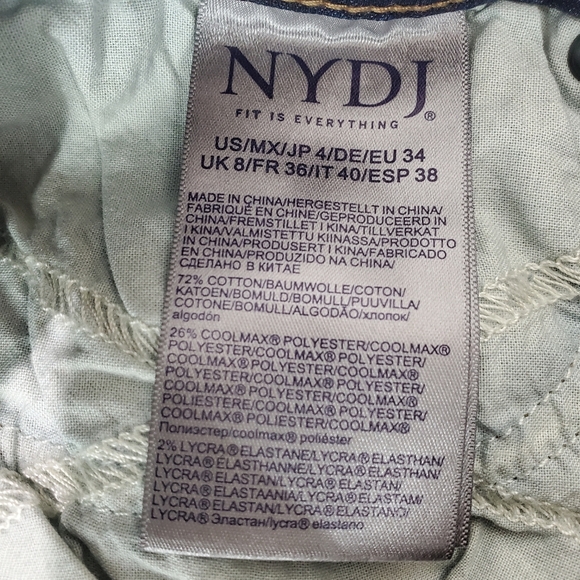 NYDJ®
FIT IS EVERYTHING
US/MX/JP 4/DE/EU 34
UK 8/FR 36/IT 40/ESP 38
MADE IN CHINA/HERGESTELLT IN CHINA/
FABRIQUÉ EN CHINE/GEPRODUCEERD IN
CHINA/FREMSTILLET I KINA/TILLVERKAT
I KINA/VALMISTETTU KIINASSA/PRODOTTO
IN CHINA/PRODUSERT I KINA/FABRICADO
EN CHINA/PRODUZIDO NA CHINA/
СДЕЛАНО В КИТАЕ
72% COTTON/BAUMWOLLE/COTON/
KATOEN/BOMULD/BOMULL/PUUVILLA/
COTONE/BOMULL/ALGODÃO/хлопок/
algodón
26% COOLMAX® POLYESTER/COOLMAX®
POLYESTER/COOLMAX® POLYESTER/
COOLMAX® POLYESTER/COOLMAX®
POLYESTER/COOLMAX® POLYESTER/
COOLMAX® POLYESTER/COOLMAX®
POLIESTERE/COOLMAX® POLYESTER/
COOLMAX® POLIÉSTER/COOLMAX®
Полиэстер/coolmax® poliéster
2% LYCRA® ELASTANE/LYCRA® ELASTHAN/
LYCRA® ELASTHANNE/LYCRA® ELASTHAN/
LYCRA® ELASTAN/LYCRA® ELASTAN/
LYCRA® ELASTAANIA/LYCRA® ELASTAM/
LYCRA® ELASTAN/LYCRA® ELASTANO/
LYCRA® Эластан/lycra® elastano